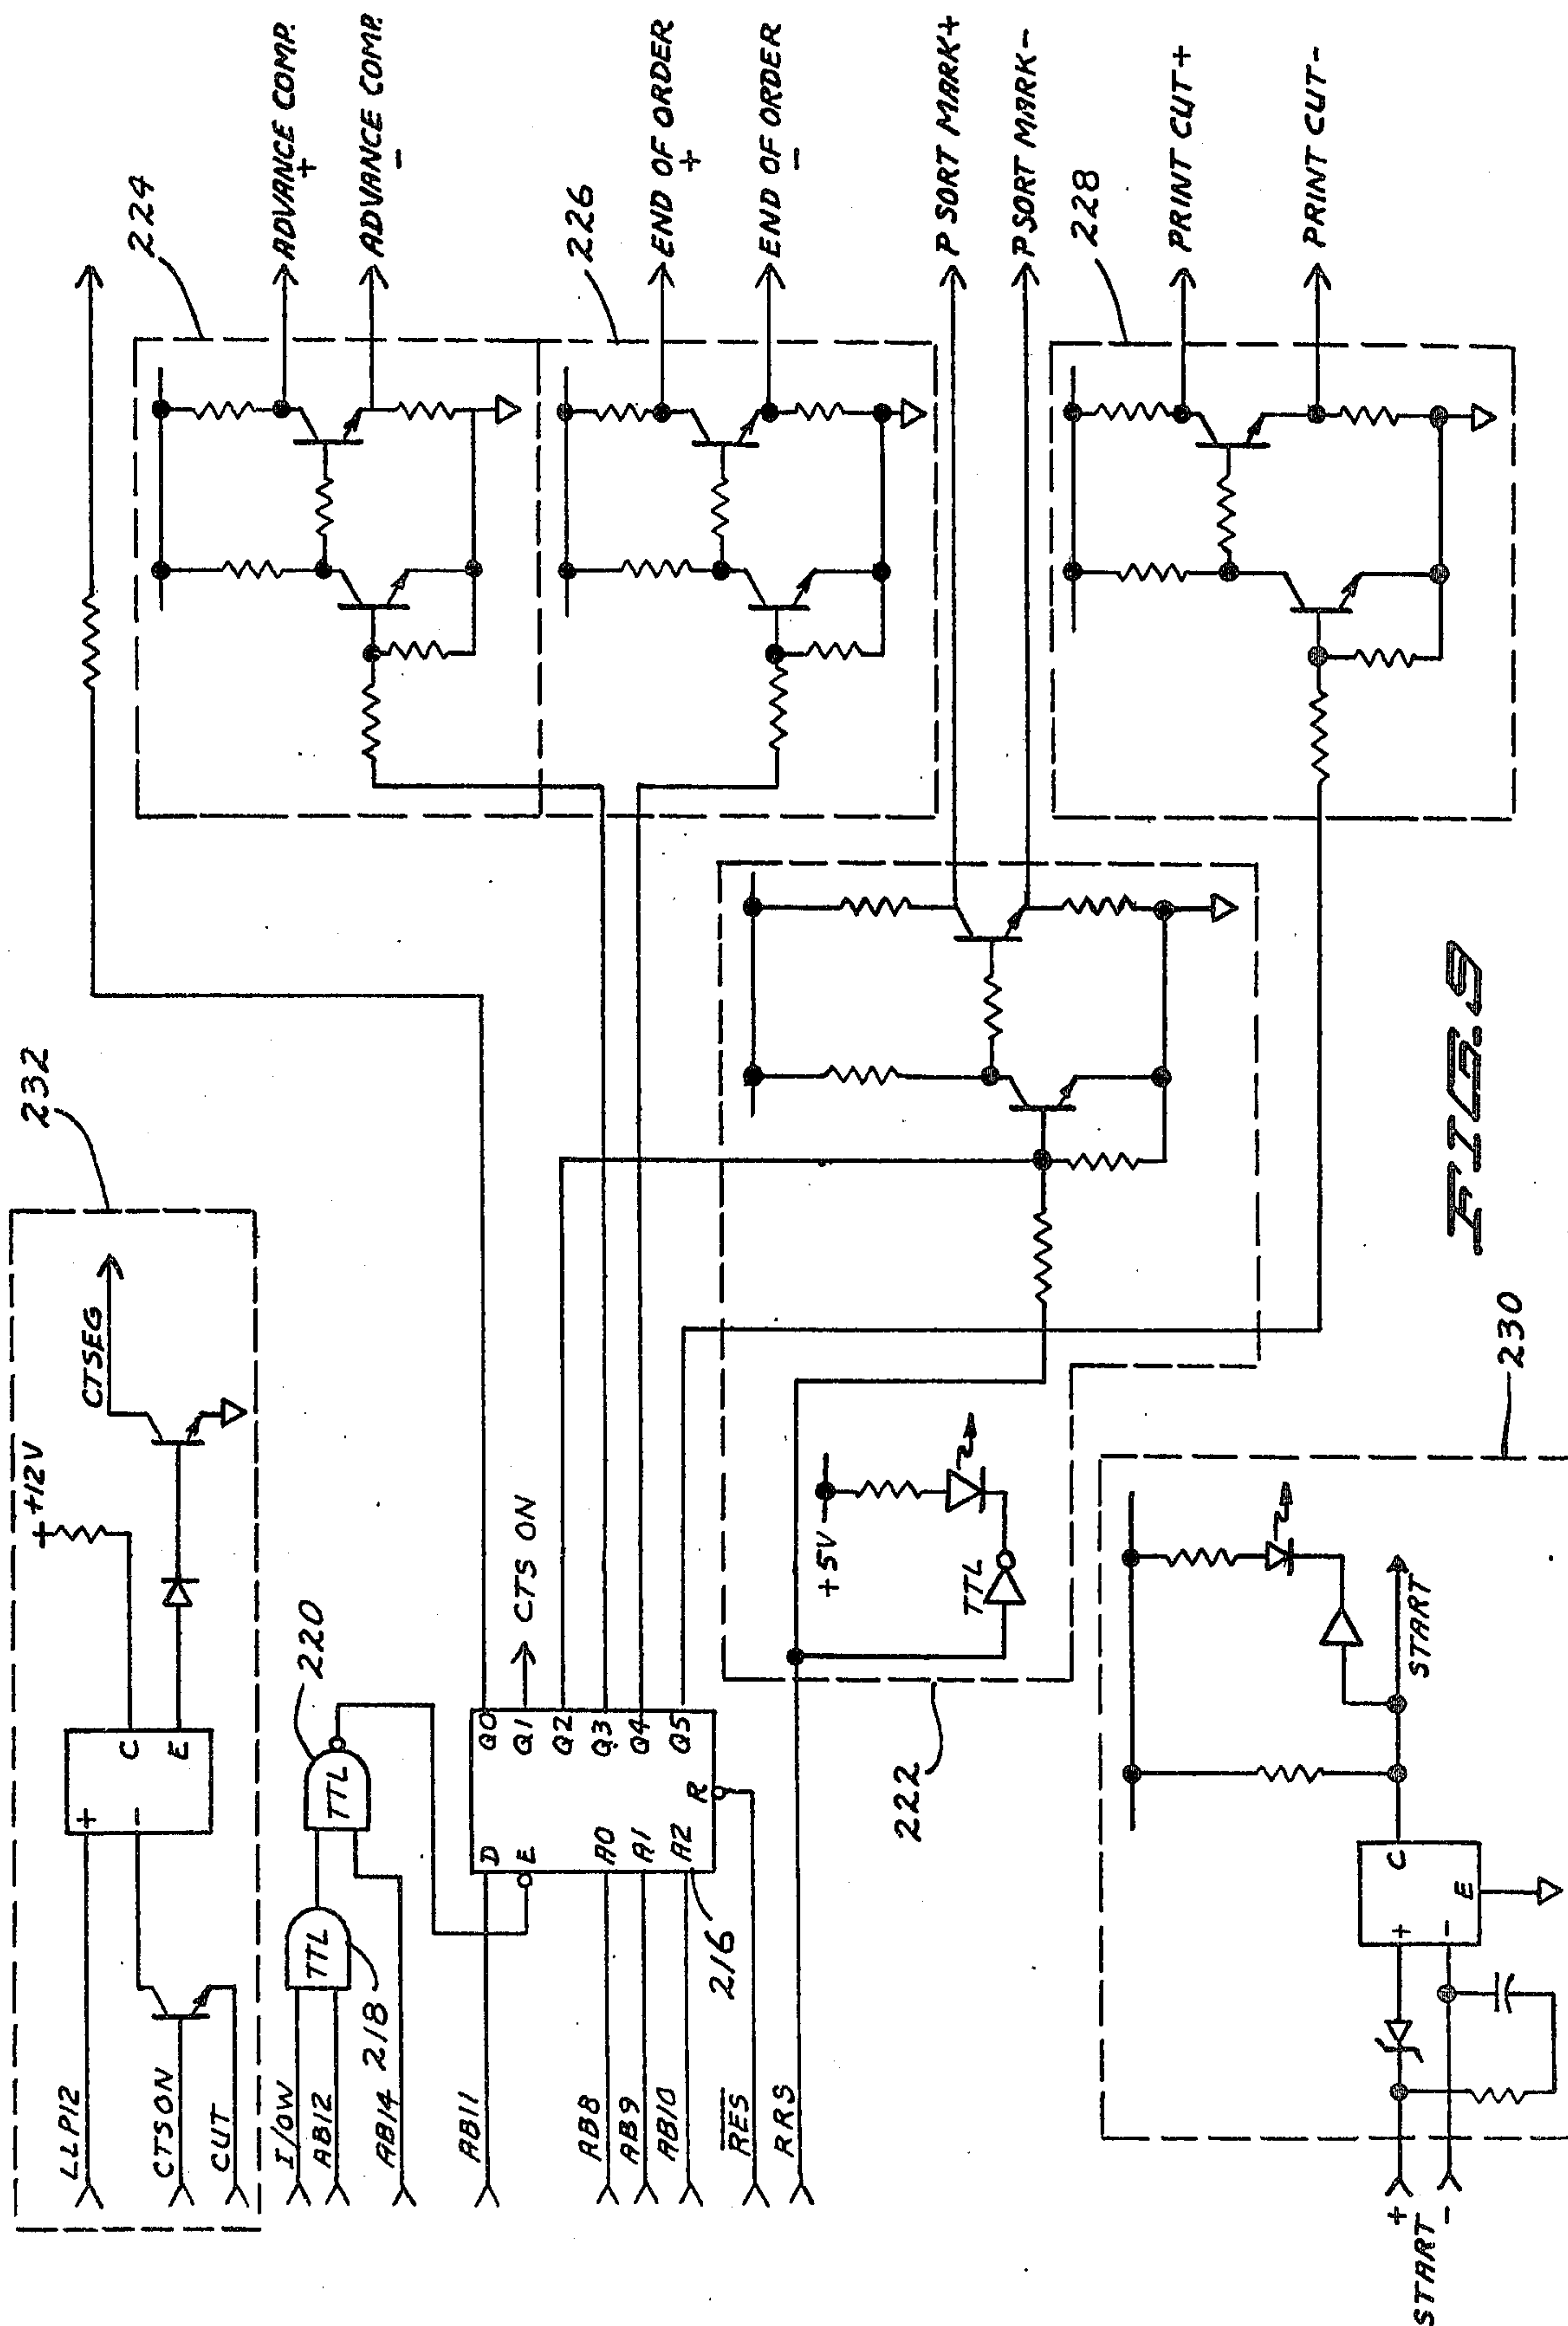 232
LLP12
CTSON
CUT
+
-
C
E
+12V
CTSEG
I/OW
AB12
AB14
TTL
218
TTL
220
AB11
AB8
AB9
AB10
RES
RRS
D
E
A0
A1
A2
R
Q0
Q1
Q2
Q3
Q4
Q5
216
CTS ON
222
+5V
TTL
224
ADVANCE COMP.
+
ADVANCE COMP.
-
226
END OF ORDER
+
END OF ORDER
-
P SORT MARK+
P SORT MARK-
228
PRINT CUT+
PRINT CUT-
+
START
-
+
-
C
E
START
230
FIG.9